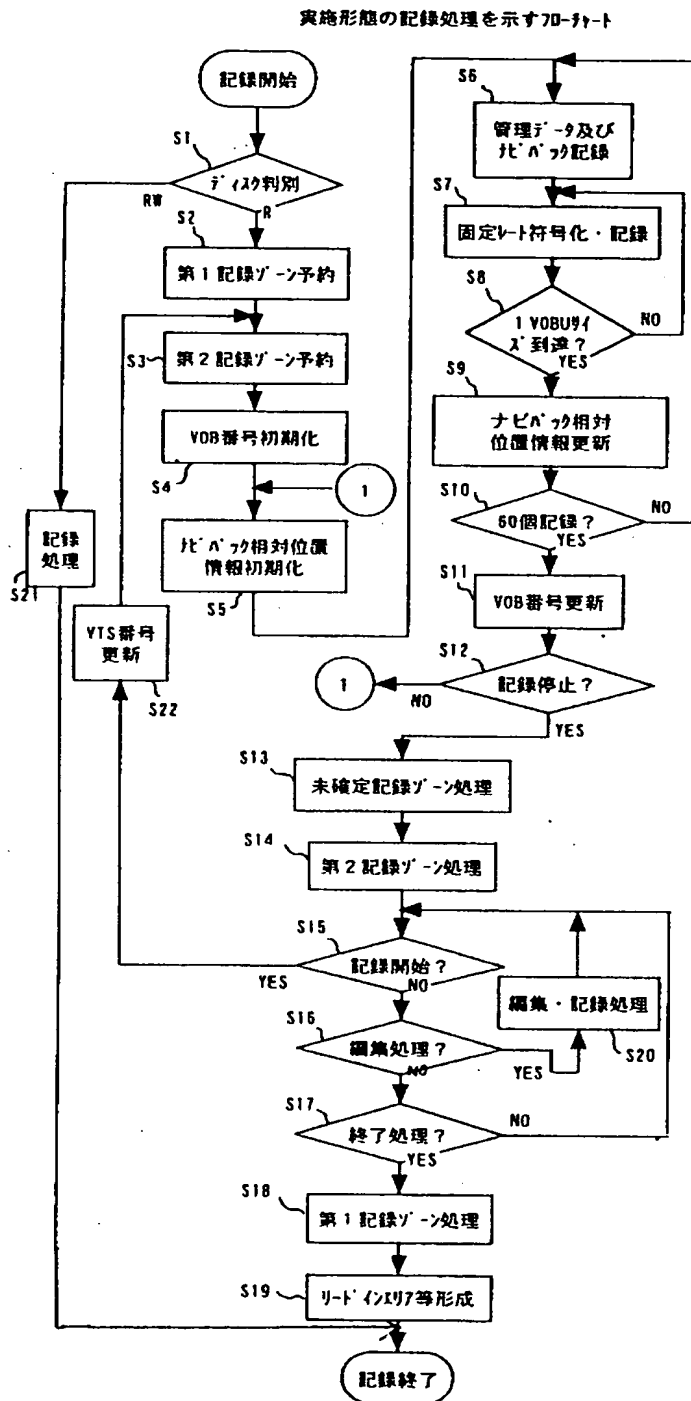 実施形態の記録処理を示すフローチャート
記録開始
S1
ディスク判別
RW
R
S2
第1記録ゾーン予約
S3
第2記録ゾーン予約
VOB番号初期化
S4
1
ナビパック相対位置
情報初期化
S5
記録
処理
S21
VTS番号
更新
S22
S6
管理データ及び
ナビパック記録
S7
固定レート符号化・記録
S8
1VOBUサイ
ズ到達?
NO
YES
S9
ナビパック相対
位置情報更新
S10
60個記録?
NO
YES
S11
VOB番号更新
S12
記録停止?
1
NO
YES
S13
未確定記録ゾーン処理
S14
第2記録ゾーン処理
S15
記録開始?
YES
NO
S16
編集処理?
NO
YES
編集・記録処理
S20
S17
終了処理?
NO
YES
S18
第1記録ゾーン処理
S19
リードインエリア等形成
記録終了